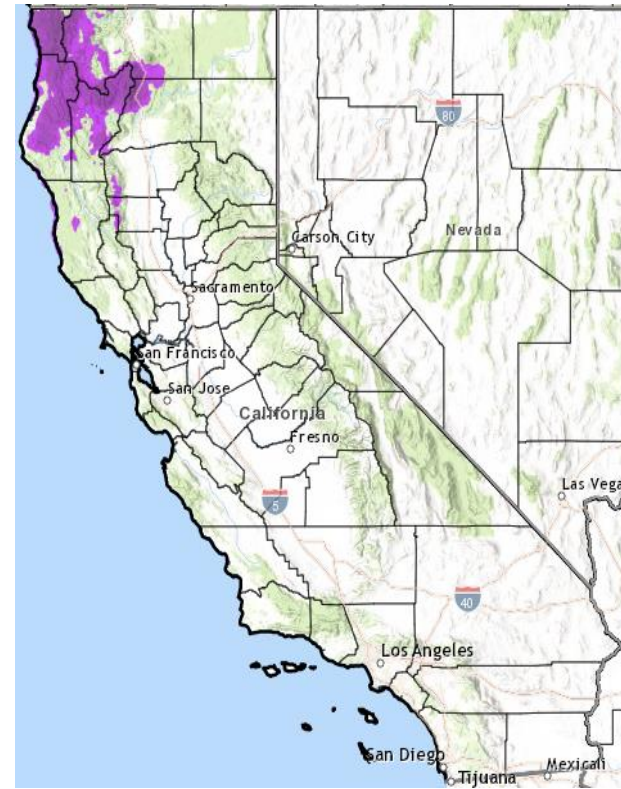 80
Nevada
Carson City
Sacramento
San Francisco
San Jose
California
Fresno
Las Vega
5
40
Los Angeles
San Diego
Mexicali
Tijuana